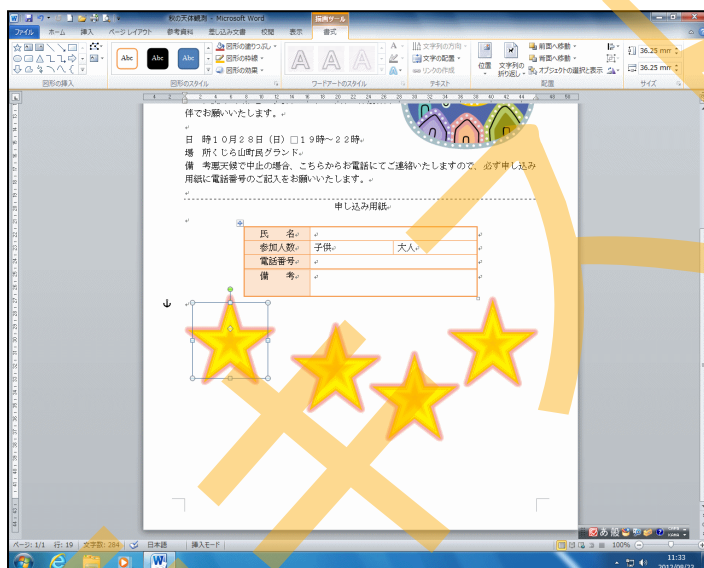 秋の天体観測 - Microsoft Word
描画ツール
ファイル ホーム 挿入 ページ レイアウト 参考資料 差し込み文書 校閲 表示 書式
Abc Abc Abc
図形の塗りつぶし
図形の枠線
図形の効果
A A A
文字列の方向
文字の配置
リンクの作成
位置
文字列の折り返し
前面へ移動
背面へ移動
オブジェクトの選択と表示
36.25 mm
36.25 mm
図形の挿入 図形のスタイル ワードアートのスタイル テキスト 配置 サイズ
伴でお願いいたします。
日 時10月28日(日)□19時~22時
場 所くじら山町民グランド
備 考悪天候で中止の場合、こちらからお電話にてご連絡いたしますので、必ず申し込み
用紙に電話番号のご記入をお願いいたします。
申し込み用紙
氏 名
参加人数 子供 大人
電話番号
備 考
ページ: 1/1 行: 19 文字数: 284 日本語 挿入モード 100%
11:33
2012/08/22